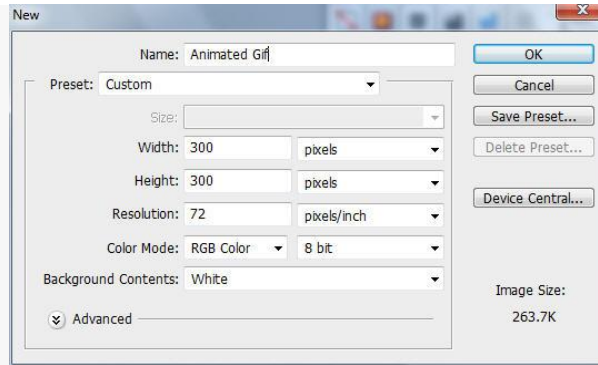 New
Name: Animated Gif
OK
Preset: Custom
Cancel
Size:
Save Preset...
Width: 300 pixels
Delete Preset...
Height: 300 pixels
Device Central...
Resolution: 72 pixels/inch
Color Mode: RGB Color 8 bit
Background Contents: White
Image Size:
263.7K
Advanced